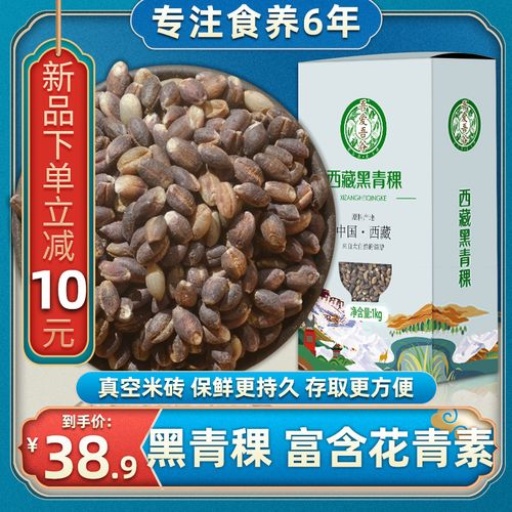 专注食养6年
新品下单立减
10
元
西藏黑青稞
中国·西藏
净含量:1kg
西藏黑青稞
真空米砖 保鲜更持久 存取更方便
到手价:
¥38.9
黑青稞 富含花青素